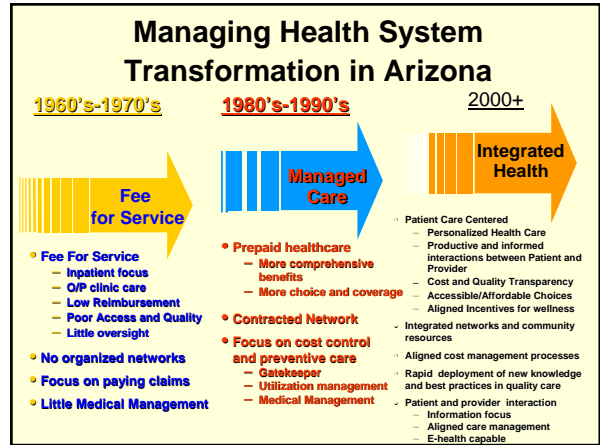 Managing Health System
Transformation in Arizona
1960's-1970's
Fee
for Service
• Fee For Service
– Inpatient focus
– O/P clinic care
– Low Reimbursement
– Poor Access and Quality
– Little oversight
• No organized networks
• Focus on paying claims
• Little Medical Management
1980's-1990's
Managed
Care
• Prepaid healthcare
– More comprehensive
benefits
– More choice and coverage
• Contracted Network
• Focus on cost control
and preventive care
– Gatekeeper
– Utilization management
– Medical Management
2000+
Integrated
Health
Patient Care Centered
– Personalized Health Care
– Productive and informed
interactions between Patient and
Provider
– Cost and Quality Transparency
– Accessible/Affordable Choices
– Aligned Incentives for wellness
Integrated networks and community
resources
Aligned cost management processes
Rapid deployment of new knowledge
and best practices in quality care
Patient and provider interaction
– Information focus
– Aligned care management
– E-health capable